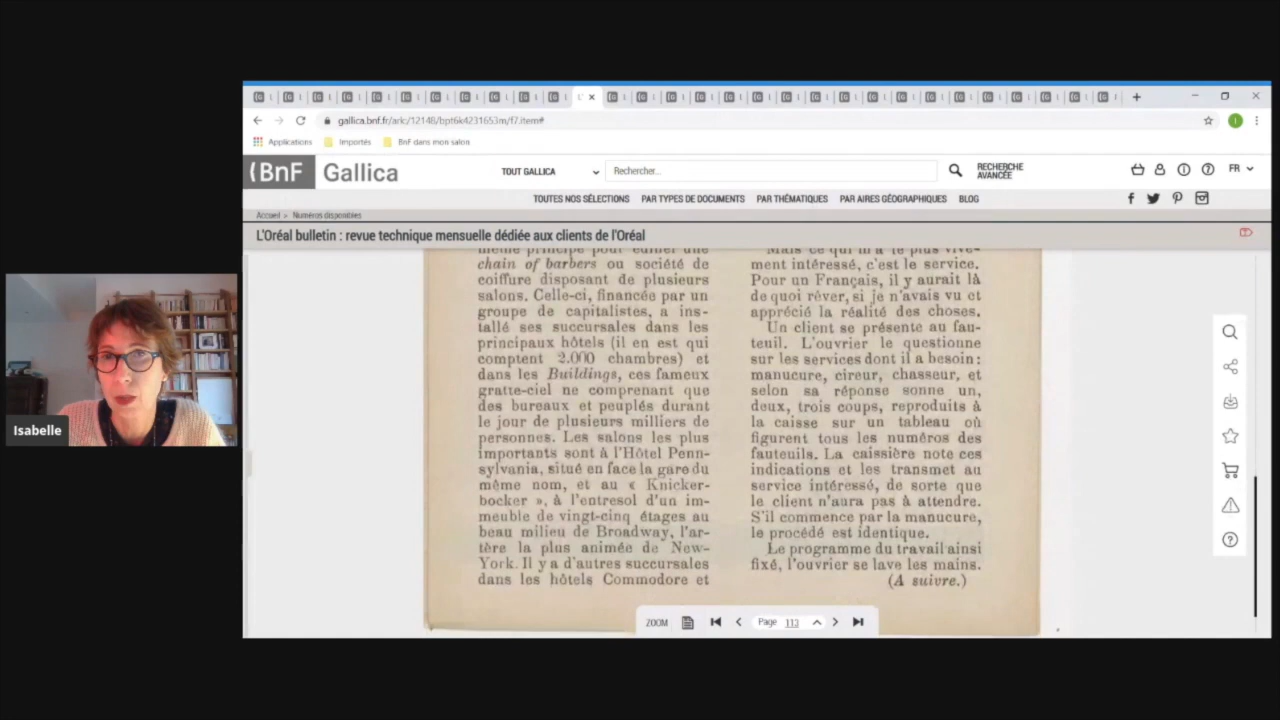 gallica.bnf.fr/ark:/12148/bpt6k4231653m/f7.item#
Applications
Importés
BnF dans mon salon
(BnF Gallica
TOUT GALLICA
Rechercher...
RECHERCHE
AVANCÉE
FR
TOUTES NOS SÉLECTIONS
PAR TYPES DE DOCUMENTS
PAR THÉMATIQUES
PAR AIRES GÉOGRAPHIQUES
BLOG
Accueil > Numéros disponibles
L'Oréal bulletin : revue technique mensuelle dédiée aux clients de l'Oréal
même principe pour éditer une
chain of barbers ou société de
coiffure disposant de plusieurs
salons. Celle-ci, financée par un
groupe de capitalistes, a ins-
tallé ses succursales dans les
principaux hôtels (il en est qui
comptent 2.000 chambres) et
dans les Buildings, ces fameux
gratte-ciel ne comprenant que
des bureaux et peuplés durant
le jour de plusieurs milliers de
personnes. Les salons les plus
importants sont à l'Hôtel Penn-
sylvania, situé en face la gare du
même nom, et au « Knicker-
bocker », à l'entresol d'un im-
meuble de vingt-cinq étages au
beau milieu de Broadway, l'ar-
tère la plus animée de New-
York. Il y a d'autres succursales
dans les hôtels Commodore et
Mais ce qui m'a le plus vive-
ment intéressé, c'est le service.
Pour un Français, il y aurait là
de quoi rêver, si je n'avais vu et
apprécié la réalité des choses.
Un client se présente au fau-
teuil. L'ouvrier le questionne
sur les services dont il a besoin :
manucure, cireur, chasseur, et
selon sa réponse sonne un,
deux, trois coups, reproduits à
la caisse sur un tableau où
figurent tous les numéros des
fauteuils. La caissière note ces
indications et les transmet au
service intéressé, de sorte que
le client n'aura pas à attendre.
S'il commence par la manucure,
le procédé est identique.
Le programme du travail ainsi
fixé, l'ouvrier se lave les mains.
(A suivre.)
ZOOM
Page 113
Isabelle